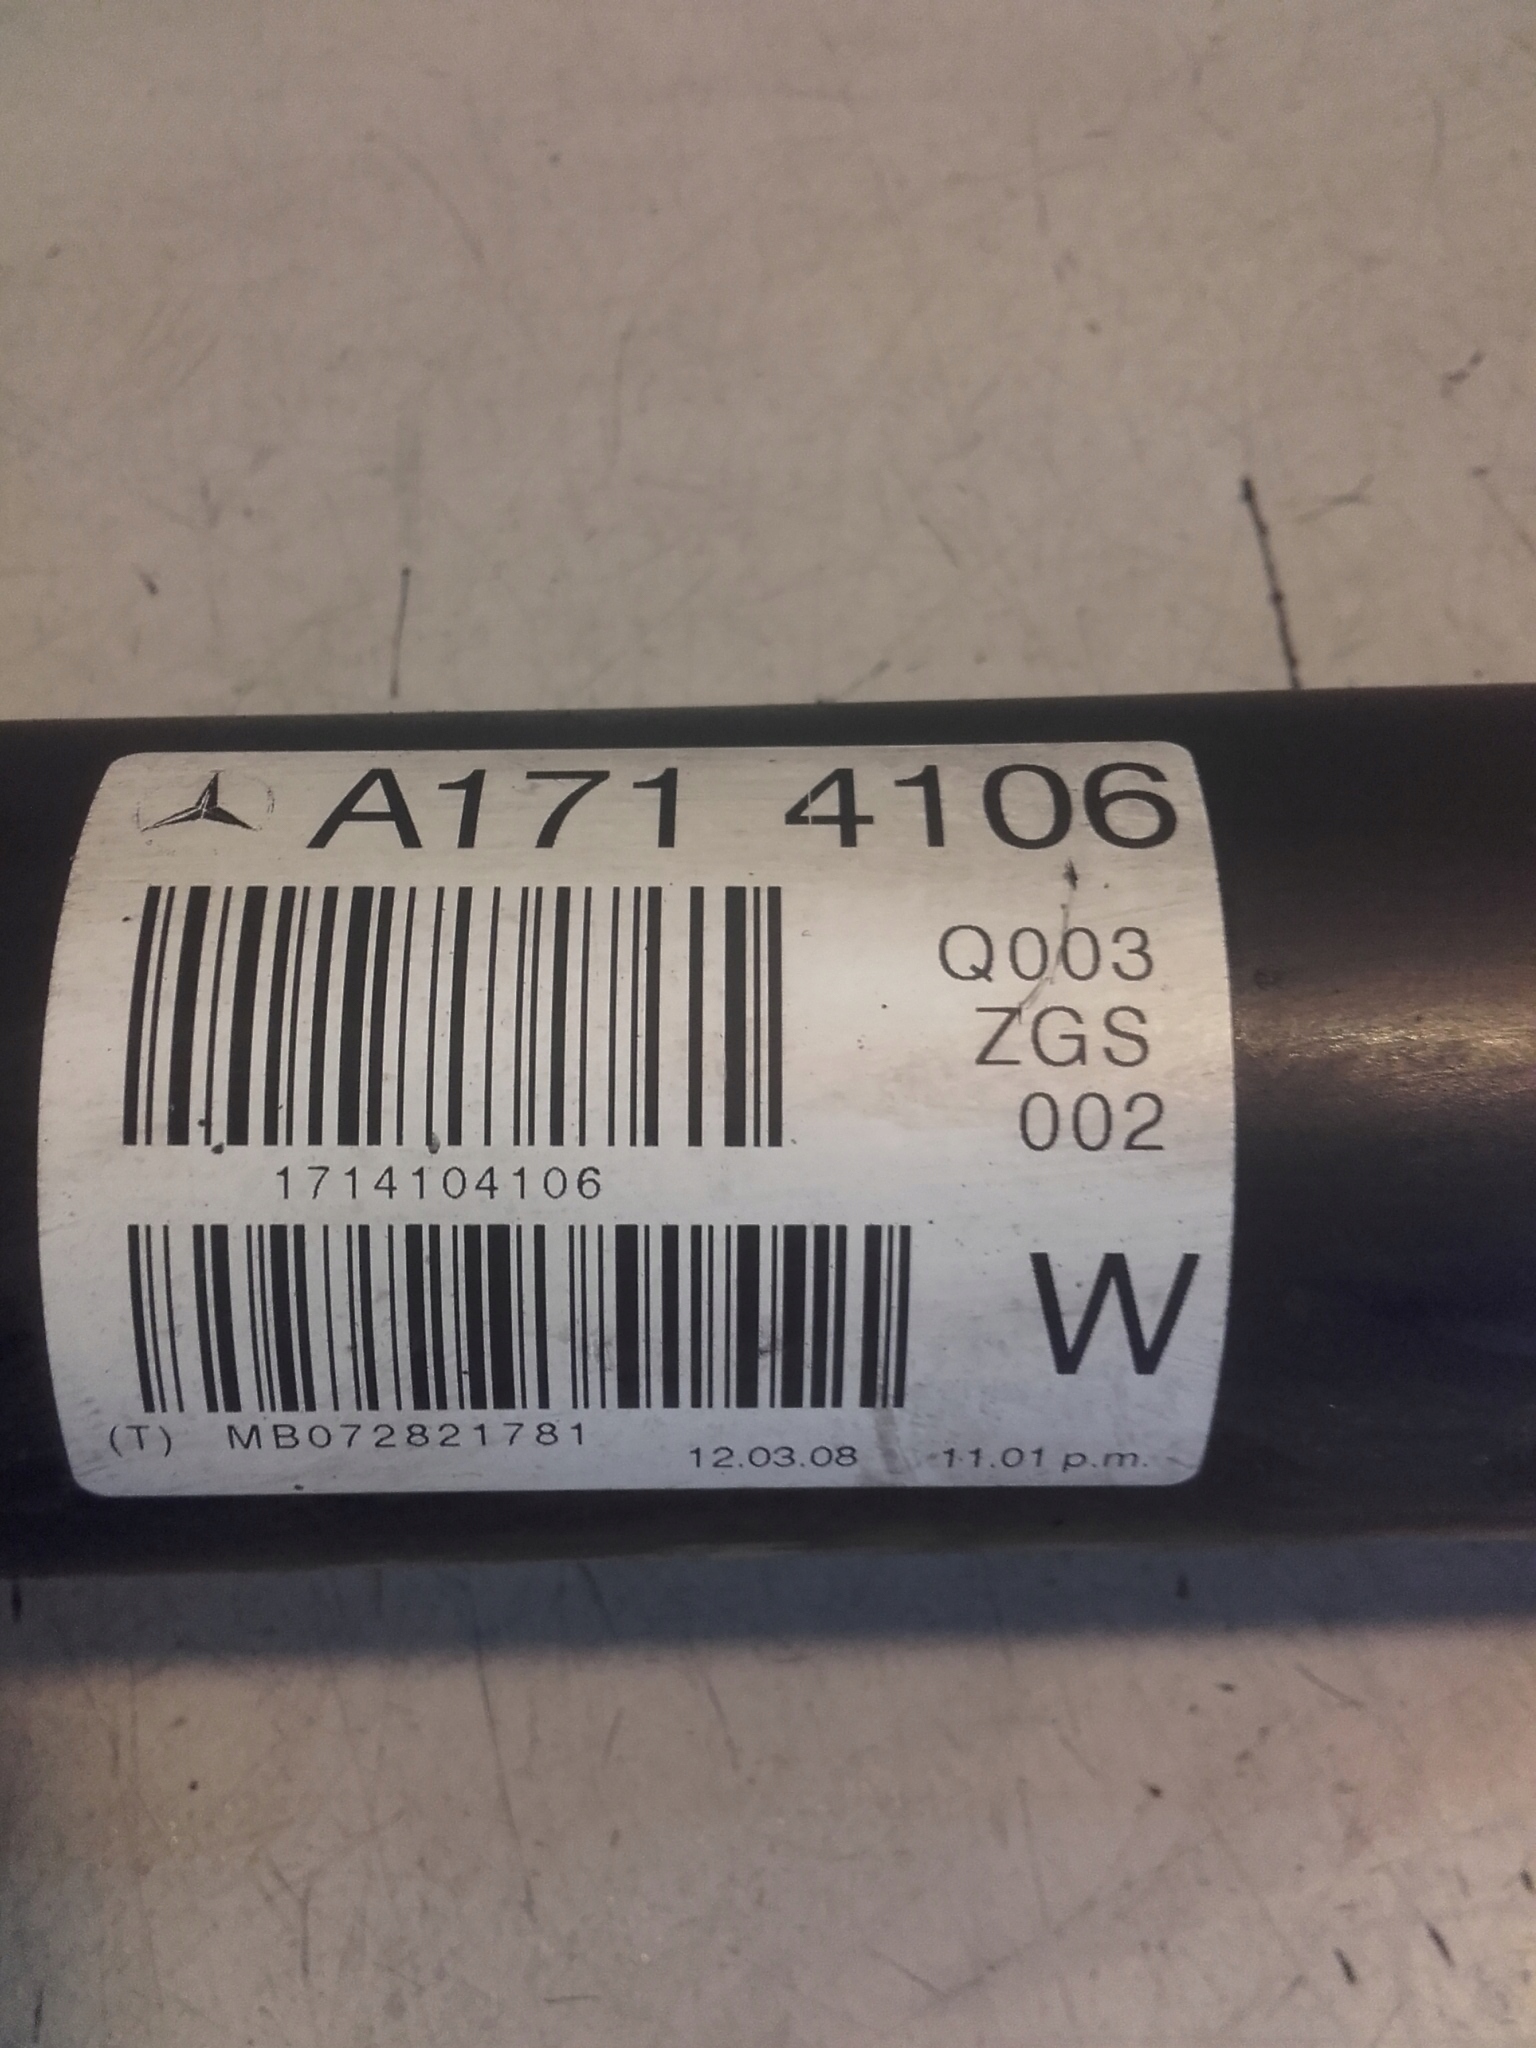 A171 4106
Q003
ZGS
002
1714104106
W
(T) MB072821781
12.03.08 11.01 p.m.